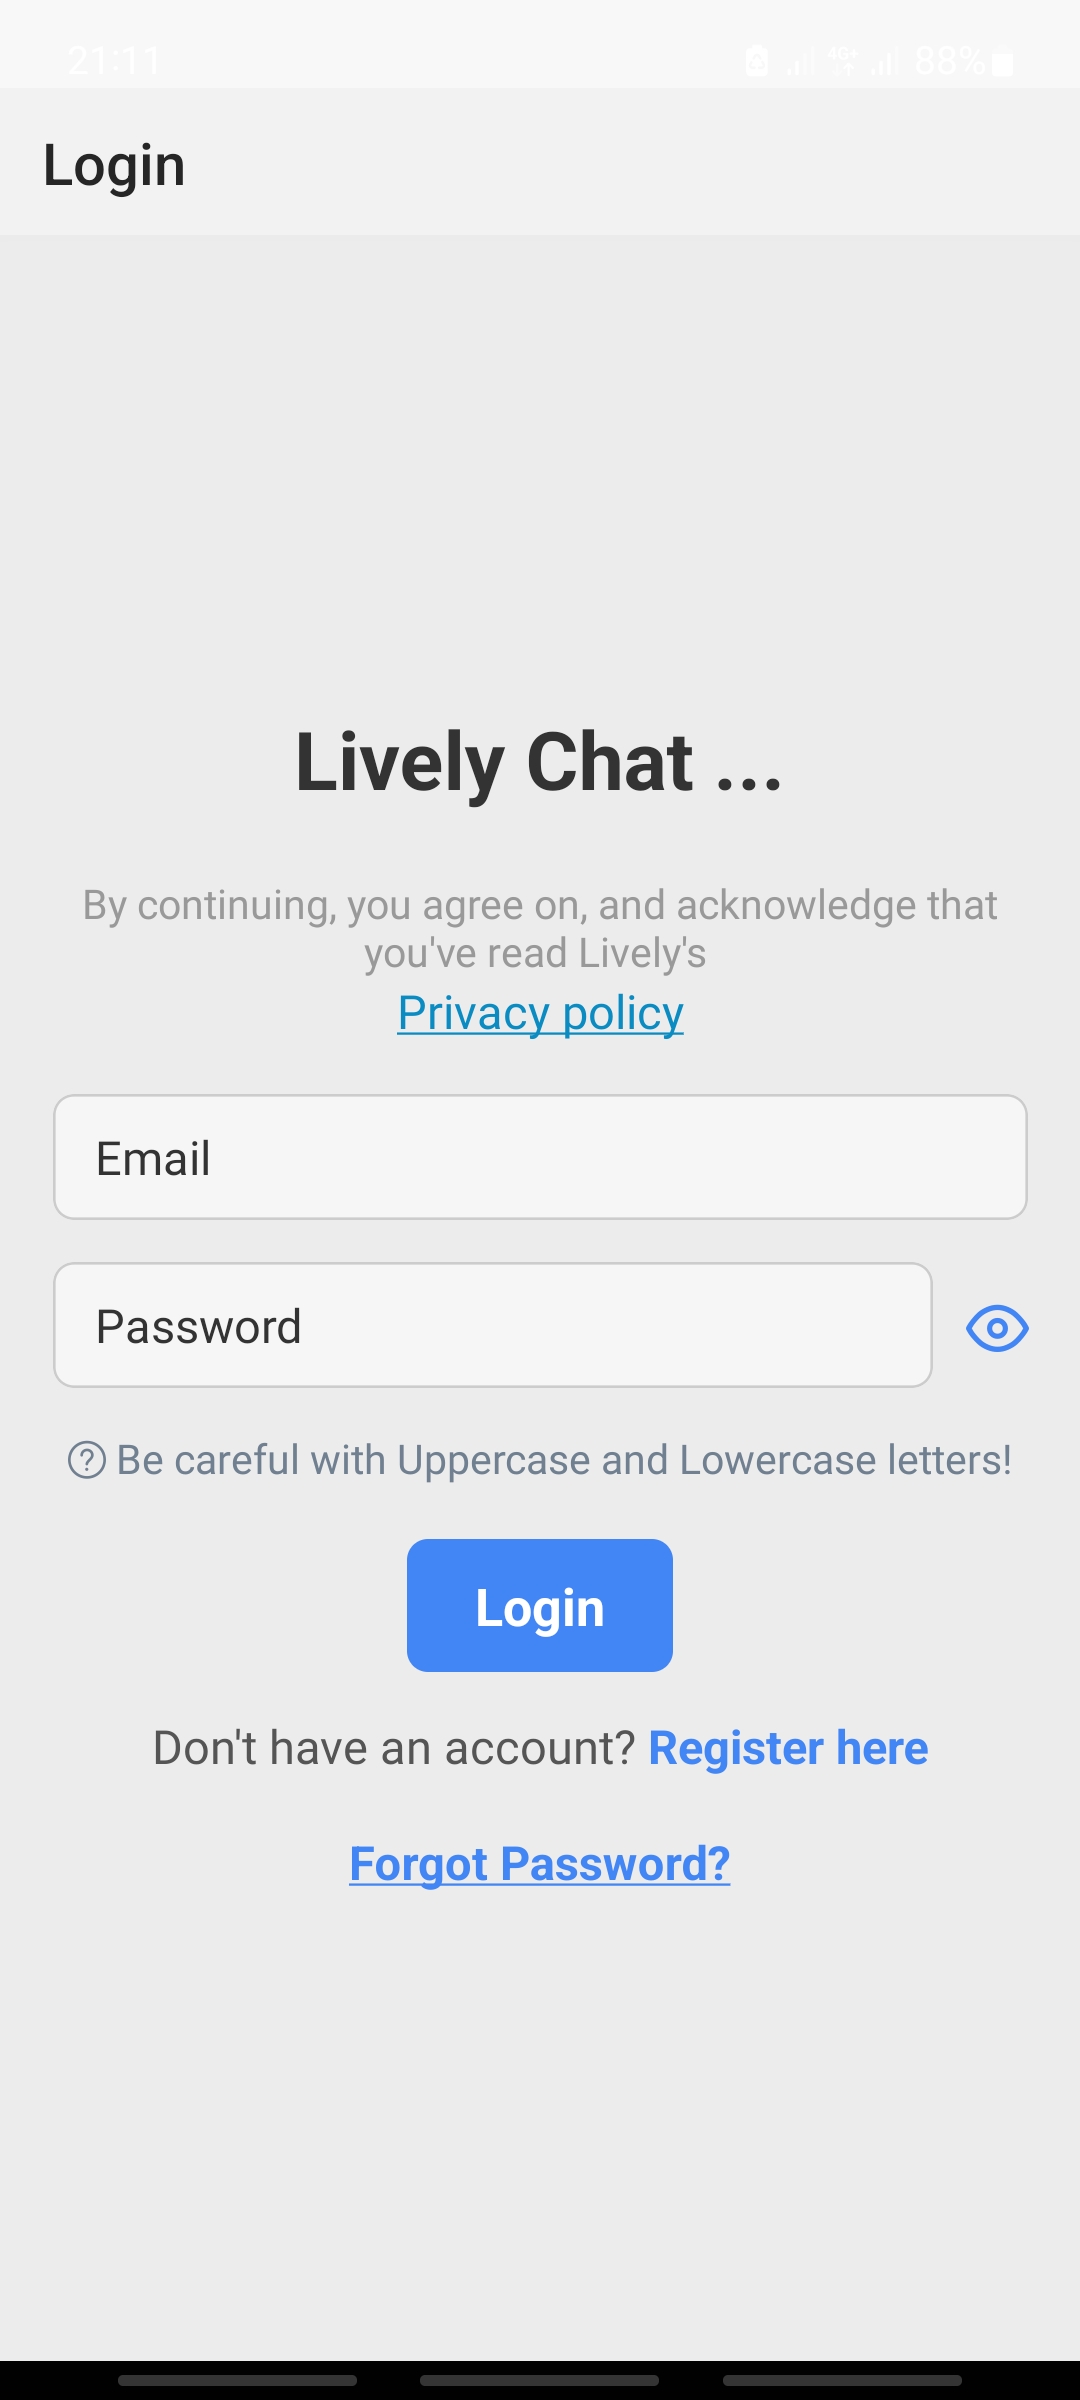 21:11 4G+ 88%
Login
Lively Chat ...
By continuing, you agree on, and acknowledge that
you've read Lively's
Privacy policy
Email
Password
Be careful with Uppercase and Lowercase letters!
Login
Don't have an account? Register here
Forgot Password?